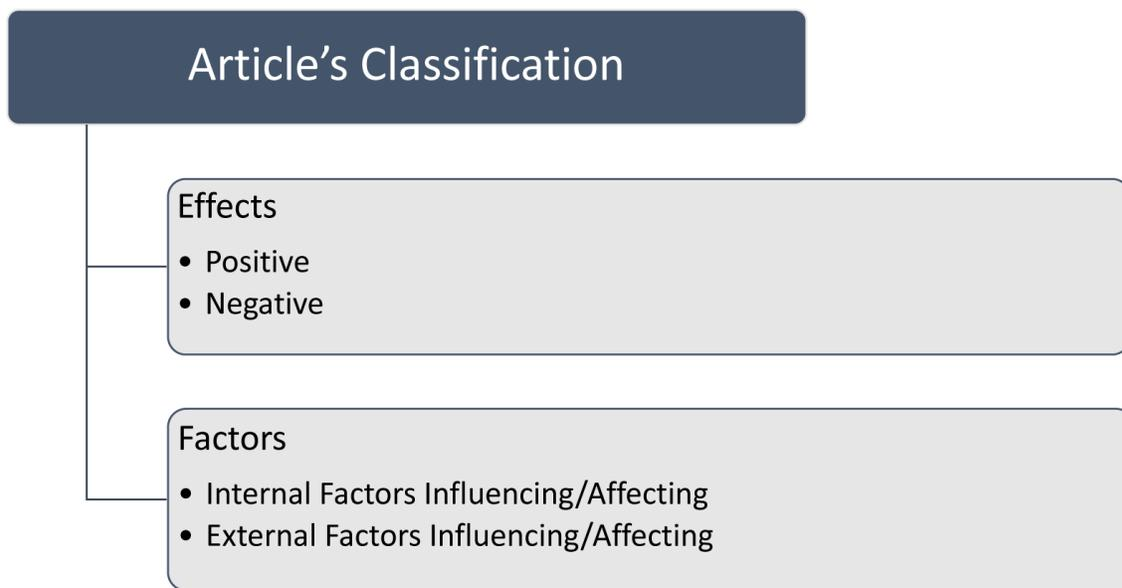 Article’s Classification
Effects
• Positive
• Negative
Factors
• Internal Factors Influencing/Affecting
• External Factors Influencing/Affecting